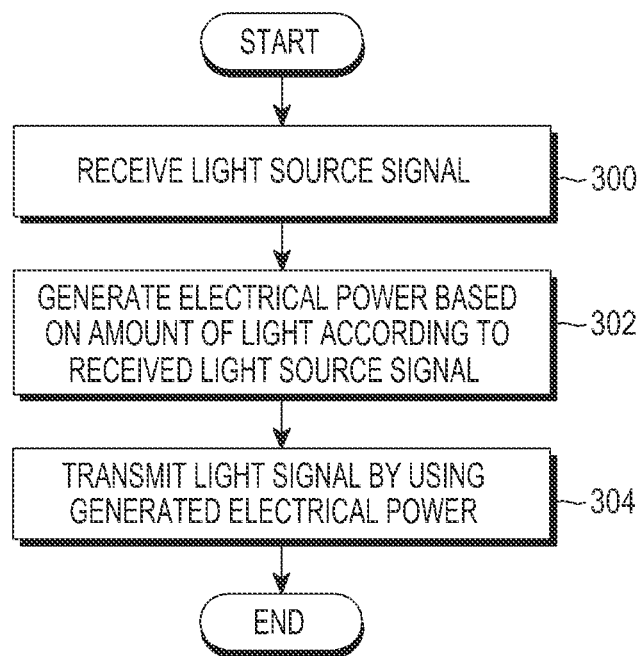 START
RECEIVE LIGHT SOURCE SIGNAL
300
GENERATE ELECTRICAL POWER BASED
ON AMOUNT OF LIGHT ACCORDING TO
RECEIVED LIGHT SOURCE SIGNAL
302
TRANSMIT LIGHT SIGNAL BY USING
GENERATED ELECTRICAL POWER
304
END